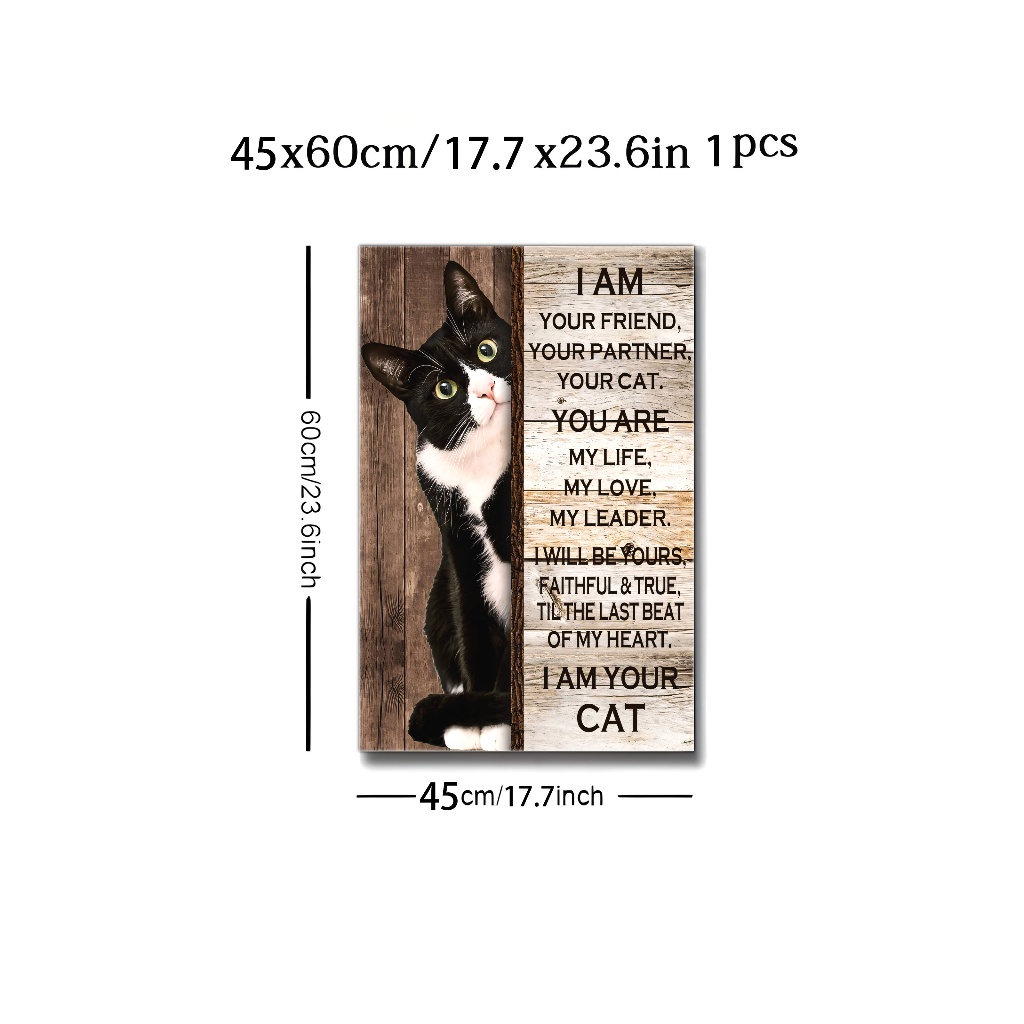 45x60cm/17.7 x23.6in 1pcs
60cm/23.6inch
I AM
YOUR FRIEND,
YOUR PARTNER,
YOUR CAT.
YOU ARE
MY LIFE,
MY LOVE,
MY LEADER.
I WILL BE YOURS,
FAITHFUL & TRUE,
TIL THE LAST BEAT
OF MY HEART.
I AM YOUR
CAT
45cm/17.7inch